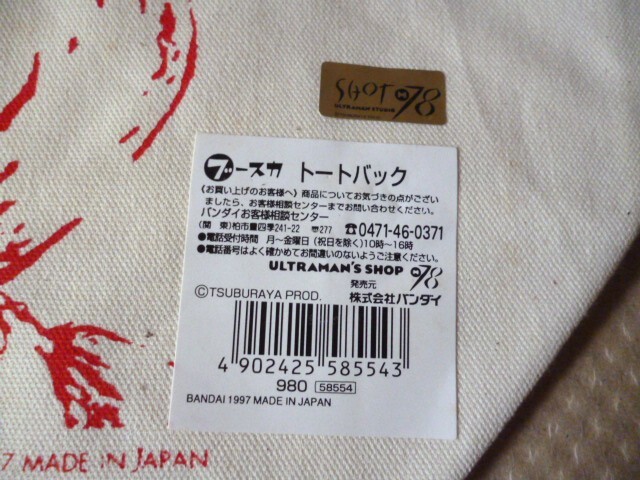 SHOT M78
ULTRAMAN STUDIO
ブースカ トートバック
《お買い上げのお客様へ》商品についてお気づきの点がござい
ましたら、お客様相談センターまでお問い合わせください。
バンダイお客様相談センター
(関 東)柏市■四季241-22 〒277 ☎0471-46-0371
●電話受付時間 月〜金曜日(祝日を除く)10時〜16時
●電話番号はよく確かめてお間違いのないようご注意ください。
ULTRAMAN'S SHOP M78
発売元
©TSUBURAYA PROD. 株式会社バンダイ
4 902425 585543
980 58554
BANDAI 1997 MADE IN JAPAN
7 MADE IN JAPAN